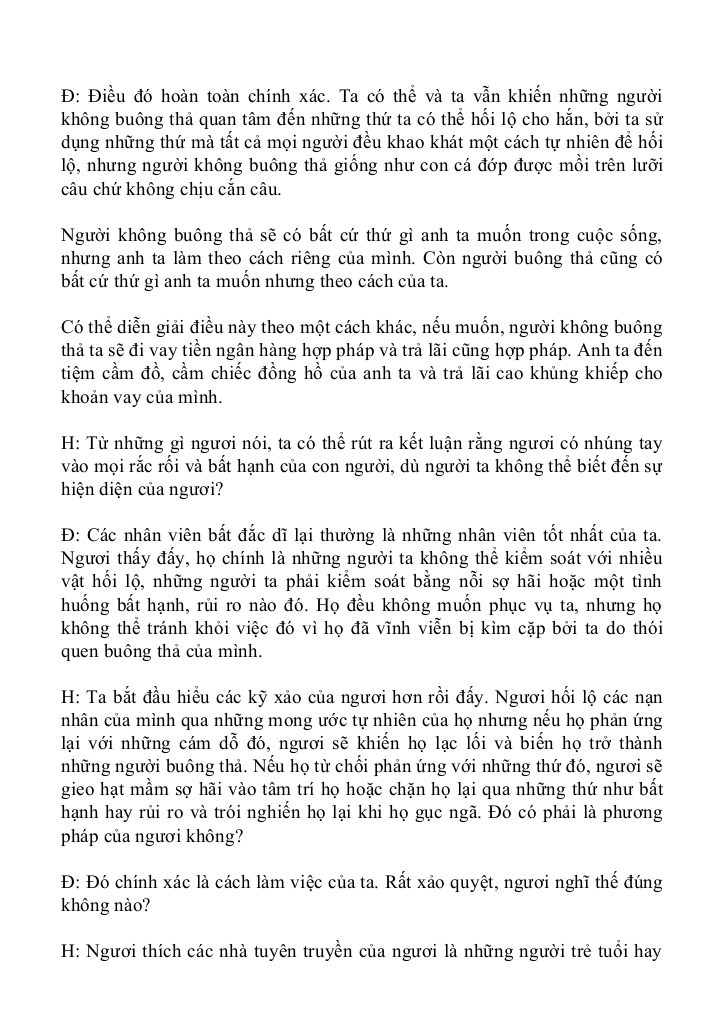 Đ: Điều đó hoàn toàn chính xác. Ta có thể và ta vẫn khiến những người
không buông thả quan tâm đến những thứ ta có thể hối lộ cho hắn, bởi ta sử
dụng những thứ mà tất cả mọi người đều khao khát một cách tự nhiên để hối
lộ, nhưng người không buông thả giống như con cá đớp được mồi trên lưỡi
câu chứ không chịu cắn câu.
Người không buông thả sẽ có bất cứ thứ gì anh ta muốn trong cuộc sống,
nhưng anh ta làm theo cách riêng của mình. Còn người buông thả cũng có
bất cứ thứ gì anh ta muốn nhưng theo cách của ta.
Có thể diễn giải điều này theo một cách khác, nếu muốn, người không buông
thả ta sẽ đi vay tiền ngân hàng hợp pháp và trả lãi cũng hợp pháp. Anh ta đến
tiệm cầm đồ, cầm chiếc đồng hồ của anh ta và trả lãi cao khủng khiếp cho
khoản vay của mình.
H: Từ những gì ngươi nói, ta có thể rút ra kết luận rằng ngươi có nhúng tay
vào mọi rắc rối và bất hạnh của con người, dù người ta không thể biết đến sự
hiện diện của ngươi?
Đ: Các nhân viên bất đắc dĩ lại thường là những nhân viên tốt nhất của ta.
Ngươi thấy đấy, họ chính là những người ta không thể kiểm soát với nhiều
vật hối lộ, những người ta phải kiểm soát bằng nỗi sợ hãi hoặc một tình
huống bất hạnh, rủi ro nào đó. Họ đều không muốn phục vụ ta, nhưng họ
không thể tránh khỏi việc đó vì họ đã vĩnh viễn bị kìm cặp bởi ta do thói
quen buông thả của mình.
H: Ta bắt đầu hiểu các kỹ xảo của ngươi hơn rồi đấy. Ngươi hối lộ các nạn
nhân của mình qua những mong ước tự nhiên của họ nhưng nếu họ phản ứng
lại với những cám dỗ đó, ngươi sẽ khiến họ lạc lối và biến họ trở thành
những người buông thả. Nếu họ từ chối phản ứng với những thứ đó, ngươi sẽ
gieo hạt mầm sợ hãi vào tâm trí họ hoặc chặn họ lại qua những thứ như bất
hạnh hay rủi ro và trói nghiến họ lại khi họ gục ngã. Đó có phải là phương
pháp của ngươi không?
Đ: Đó chính xác là cách làm việc của ta. Rất xảo quyệt, ngươi nghĩ thế đúng
không nào?
H: Ngươi thích các nhà tuyên truyền của ngươi là những người trẻ tuổi hay